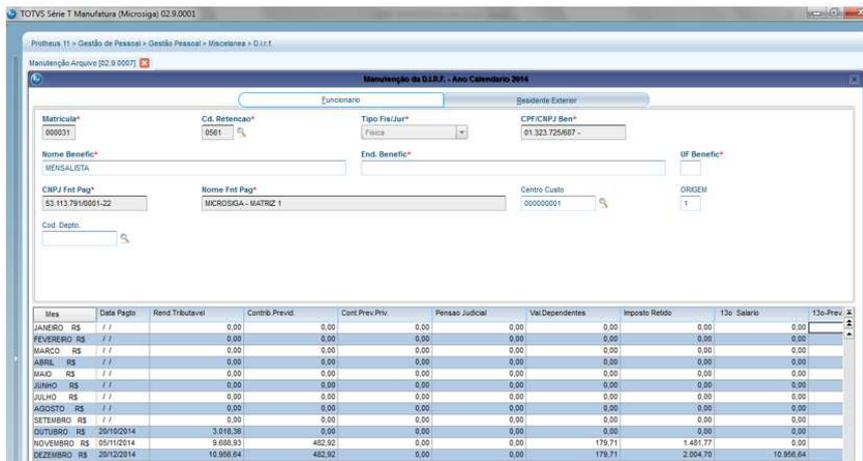 TOTVS Série T Manufatura (Microsiga) 02.9.0001
Protheus 11 > Gestão de Pessoal > Gestão Pessoal > Miscelanea > D.i.r.f.
Manutenção Arquivo [02.9.0007]
Manutenção da D.I.R.F. - Ano Calendario 2014
Funcionario Residente Exterior
Matricula* Cd. Retencao* Tipo Fis/Jur* CPF/CNPJ Ben*
000031 0561 Fisica 01.323.725/687 -
Nome Benefic* End. Benefic* UF Benefic*
MENSALISTA
CNPJ Fnt Pag* Nome Fnt Pag* Centro Custo ORIGEM
53.113.791/0001-22 MICROSIGA - MATRIZ 1 000000001 1
Cod. Depto.
Mes Data Pagto Rend.Tributavel Contrib.Previd. Cont.Prev.Priv. Pensao Judicial Val.Dependentes Imposto Retido 13o Salario 13o-Prev.
JANEIRO R$ / / 0,00 0,00 0,00 0,00 0,00 0,00 0,00
FEVEREIRO R$ / / 0,00 0,00 0,00 0,00 0,00 0,00 0,00
MARCO R$ / / 0,00 0,00 0,00 0,00 0,00 0,00 0,00
ABRIL R$ / / 0,00 0,00 0,00 0,00 0,00 0,00 0,00
MAIO R$ / / 0,00 0,00 0,00 0,00 0,00 0,00 0,00
JUNHO R$ / / 0,00 0,00 0,00 0,00 0,00 0,00 0,00
JULHO R$ / / 0,00 0,00 0,00 0,00 0,00 0,00 0,00
AGOSTO R$ / / 0,00 0,00 0,00 0,00 0,00 0,00 0,00
SETEMBRO R$ / / 0,00 0,00 0,00 0,00 0,00 0,00 0,00
OUTUBRO R$ 20/10/2014 3.018,36 0,00 0,00 0,00 0,00 0,00 0,00
NOVEMBRO R$ 05/11/2014 9.688,93 482,92 0,00 0,00 179,71 1.481,77 0,00
DEZEMBRO R$ 20/12/2014 10.956,64 482,92 0,00 0,00 179,71 2.004,70 10.956,64